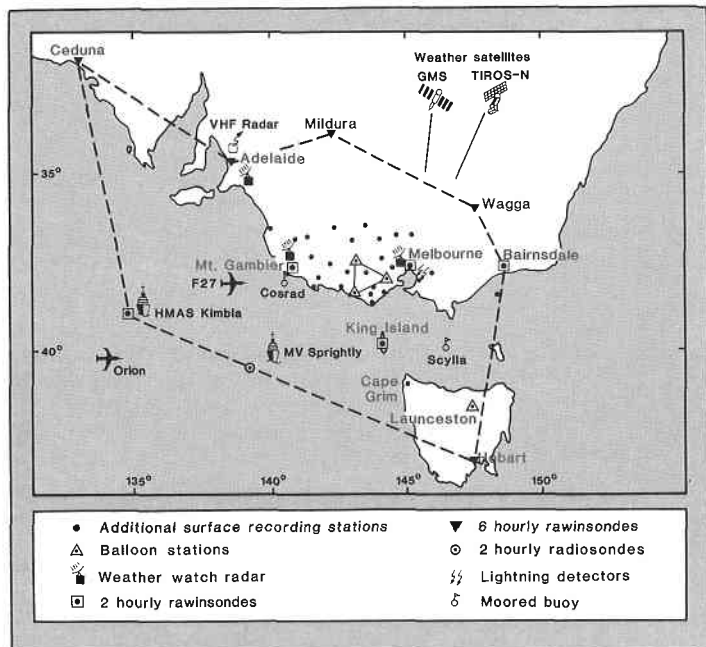 Ceduna
Weather satellites
GMS TIROS-N
VHF Radar
Mildura
Adelaide
35°
Wagga
Mt. Gambier
Melbourne
Bairnsdale
F27
Cosrad
HMAS Kimbla
King Island
MV Sprightly
Scylla
40°
Orion
Cape
Grim
Launceston
Hobart
135° 140° 145° 150°
Additional surface recording stations
6 hourly rawinsondes
Balloon stations
2 hourly radiosondes
Weather watch radar
Lightning detectors
2 hourly rawinsondes
Moored buoy